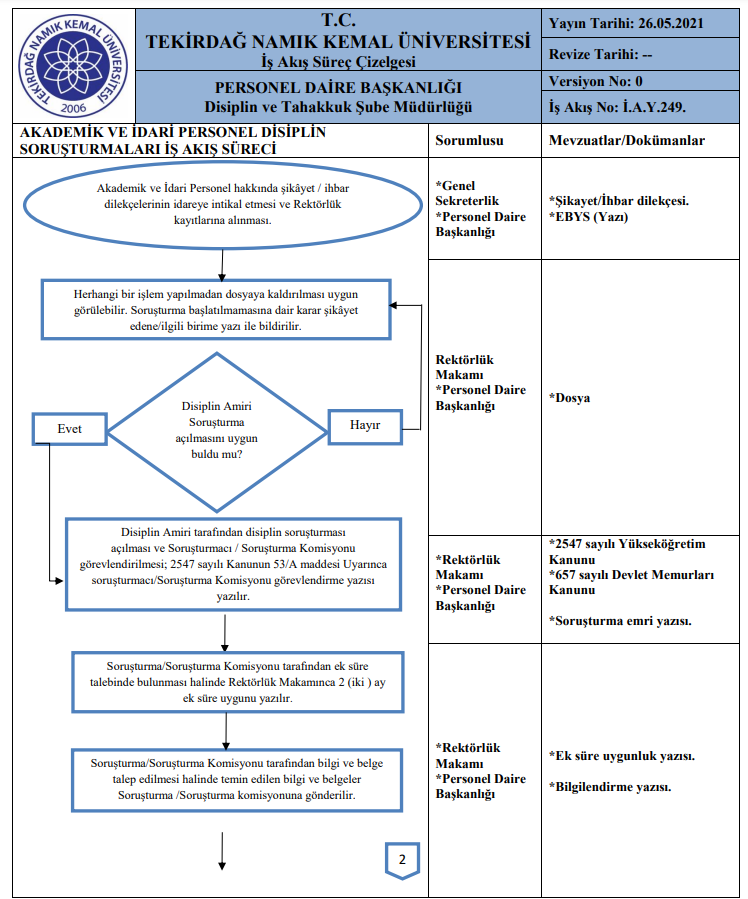 TEKİRDAĞ NAMIK KEMAL ÜNİVERSİTESİ
2006
T.C.
TEKİRDAĞ NAMIK KEMAL ÜNİVERSİTESİ
İş Akış Süreç Çizelgesi
PERSONEL DAİRE BAŞKANLIĞI
Disiplin ve Tahakkuk Şube Müdürlüğü
Yayın Tarihi: 26.05.2021
Revize Tarihi: --
Versiyon No: 0
İş Akış No: İ.A.Y.249.
AKADEMİK VE İDARİ PERSONEL DİSİPLİN
SORUŞTURMALARI İŞ AKIŞ SÜRECİ
Sorumlusu
Mevzuatlar/Dokümanlar
Akademik ve İdari Personel hakkında şikâyet / ihbar
dilekçelerinin idareye intikal etmesi ve Rektörlük
kayıtlarına alınması.
*Genel
Sekreterlik
*Personel Daire
Başkanlığı
*Şikayet/İhbar dilekçesi.
*EBYS (Yazı)
Herhangi bir işlem yapılmadan dosyaya kaldırılması uygun
görülebilir. Soruşturma başlatılmamasına dair karar şikâyet
edene/ilgili birime yazı ile bildirilir.
Disiplin Amiri
Soruşturma
açılmasını uygun
buldu mu?
Evet
Hayır
Rektörlük
Makamı
*Personel Daire
Başkanlığı
*Dosya
Disiplin Amiri tarafından disiplin soruşturması
açılması ve Soruşturmacı / Soruşturma Komisyonu
görevlendirilmesi; 2547 sayılı Kanunun 53/A maddesi Uyarınca
soruşturmacı/Soruşturma Komisyonu görevlendirme yazısı
yazılır.
*Rektörlük
Makamı
*Personel Daire
Başkanlığı
*2547 sayılı Yükseköğretim
Kanunu
*657 sayılı Devlet Memurları
Kanunu
*Soruşturma emri yazısı.
Soruşturma/Soruşturma Komisyonu tarafından ek süre
talebinde bulunması halinde Rektörlük Makamınca 2 (iki ) ay
ek süre uygunu yazılır.
Soruşturma/Soruşturma Komisyonu tarafından bilgi ve belge
talep edilmesi halinde temin edilen bilgi ve belgeler
Soruşturma /Soruşturma komisyonuna gönderilir.
*Rektörlük
Makamı
*Personel Daire
Başkanlığı
*Ek süre uygunluk yazısı.
*Bilgilendirme yazısı.
2